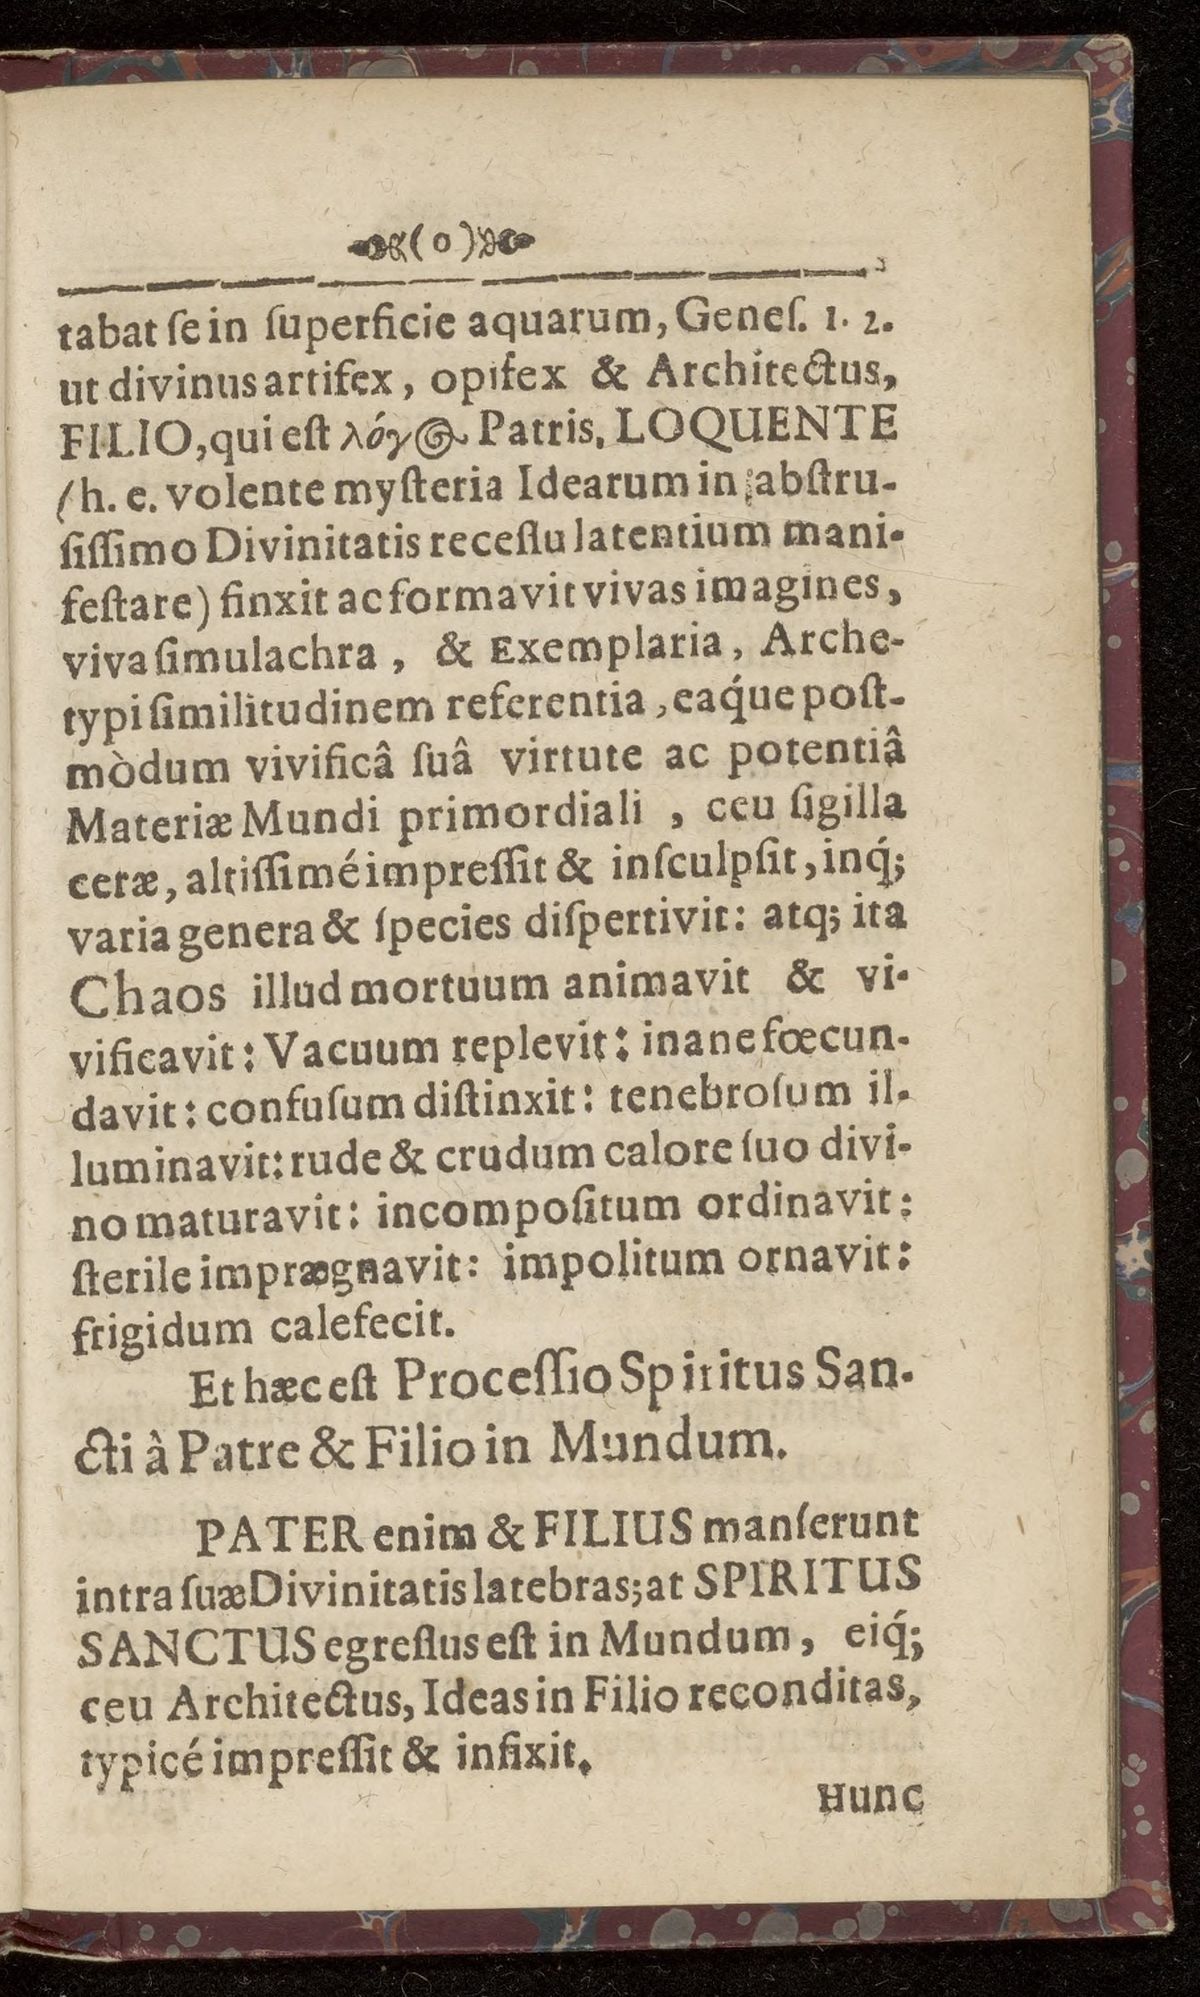 (0)
tabat ſe in ſuperficie aquarum, Geneſ. 1. 2.
ut divinus artifex, opifex & Architectus,
FILIO, qui eſt λόγος Patris, LOQUENTE
(h. e. volente myſteria Idearum in abſtru-
ſiſſimo Divinitatis receſſu latentium mani-
feſtare) finxit ac formavit vivas imagines,
viva ſimulachra, & Exemplaria, Arche-
typi ſimilitudinem referentia, eaq́ue poſt-
mòdum vivificâ ſuâ virtute ac potentiâ
Materiæ Mundi primordiali, ceu ſigilla
ceræ, altiſſimé impreſſit & inſculpſit, inq́;
varia genera & ſpecies diſpertivit: atq; ita
Chaos illud mortuum animavit & vi-
vificavit: Vacuum replevit: inane fœcun-
davit: confuſum diſtinxit: tenebroſum il-
luminavit: rude & crudum calore ſuo divi-
no maturavit: incompoſitum ordinavit:
ſterile imprægnavit: impolitum ornavit:
frigidum calefecit.
Et hæc eſt Proceſſio Spiritus San-
cti â Patre & Filio in Mundum.
PATER enim & FILIUS manſerunt
intra ſuæ Divinitatis latebras; at SPIRITUS
SANCTUS egreſſus eſt in Mundum, eiq́;
ceu Architectus, Ideas in Filio reconditas,
typicé impreſſit & infixit.
Hunc